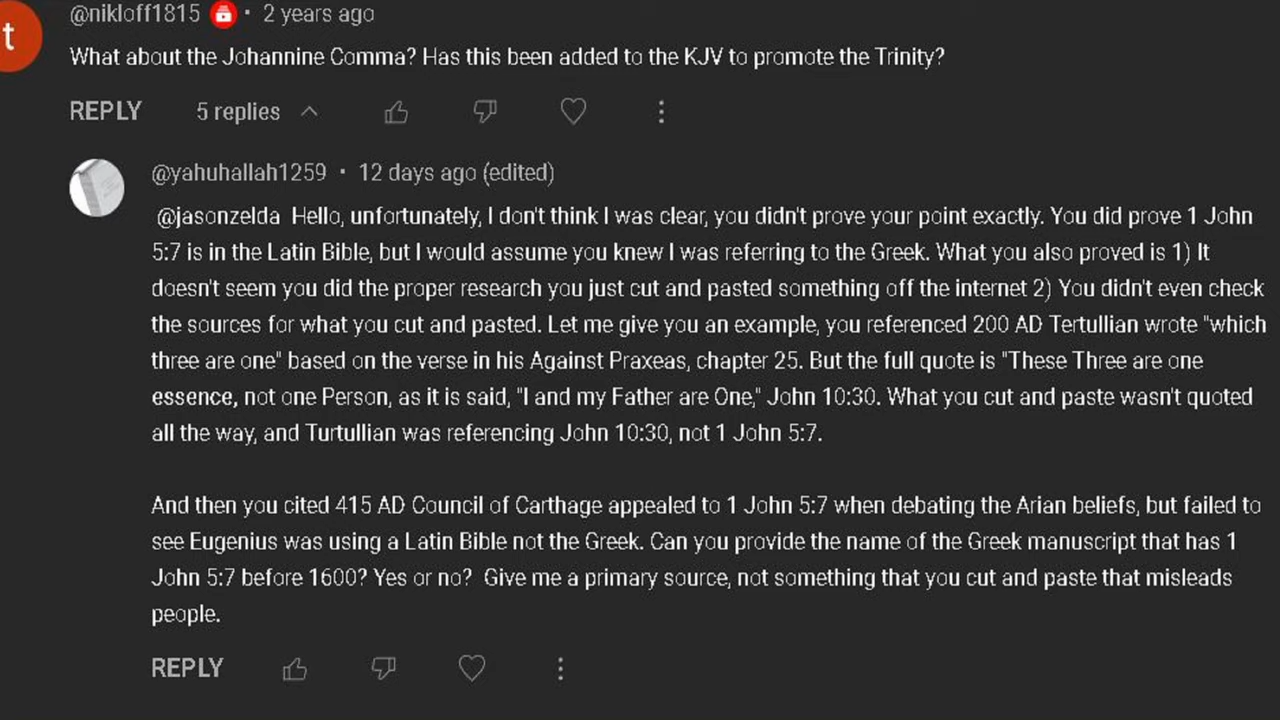 t
@nikloff1815 · 2 years ago
What about the Johannine Comma? Has this been added to the KJV to promote the Trinity?
REPLY 5 replies
@yahuhallah1259 · 12 days ago (edited)
@jasonzelda Hello, unfortunately, I don't think I was clear, you didn't prove your point exactly. You did prove 1 John
5:7 is in the Latin Bible, but I would assume you knew I was referring to the Greek. What you also proved is 1) It
doesn't seem you did the proper research you just cut and pasted something off the internet 2) You didn't even check
the sources for what you cut and pasted. Let me give you an example, you referenced 200 AD Tertullian wrote "which
three are one" based on the verse in his Against Praxeas, chapter 25. But the full quote is "These Three are one
essence, not one Person, as it is said, "I and my Father are One," John 10:30. What you cut and paste wasn't quoted
all the way, and Turtullian was referencing John 10:30, not 1 John 5:7.
And then you cited 415 AD Council of Carthage appealed to 1 John 5:7 when debating the Arian beliefs, but failed to
see Eugenius was using a Latin Bible not the Greek. Can you provide the name of the Greek manuscript that has 1
John 5:7 before 1600? Yes or no? Give me a primary source, not something that you cut and paste that misleads
people.
REPLY